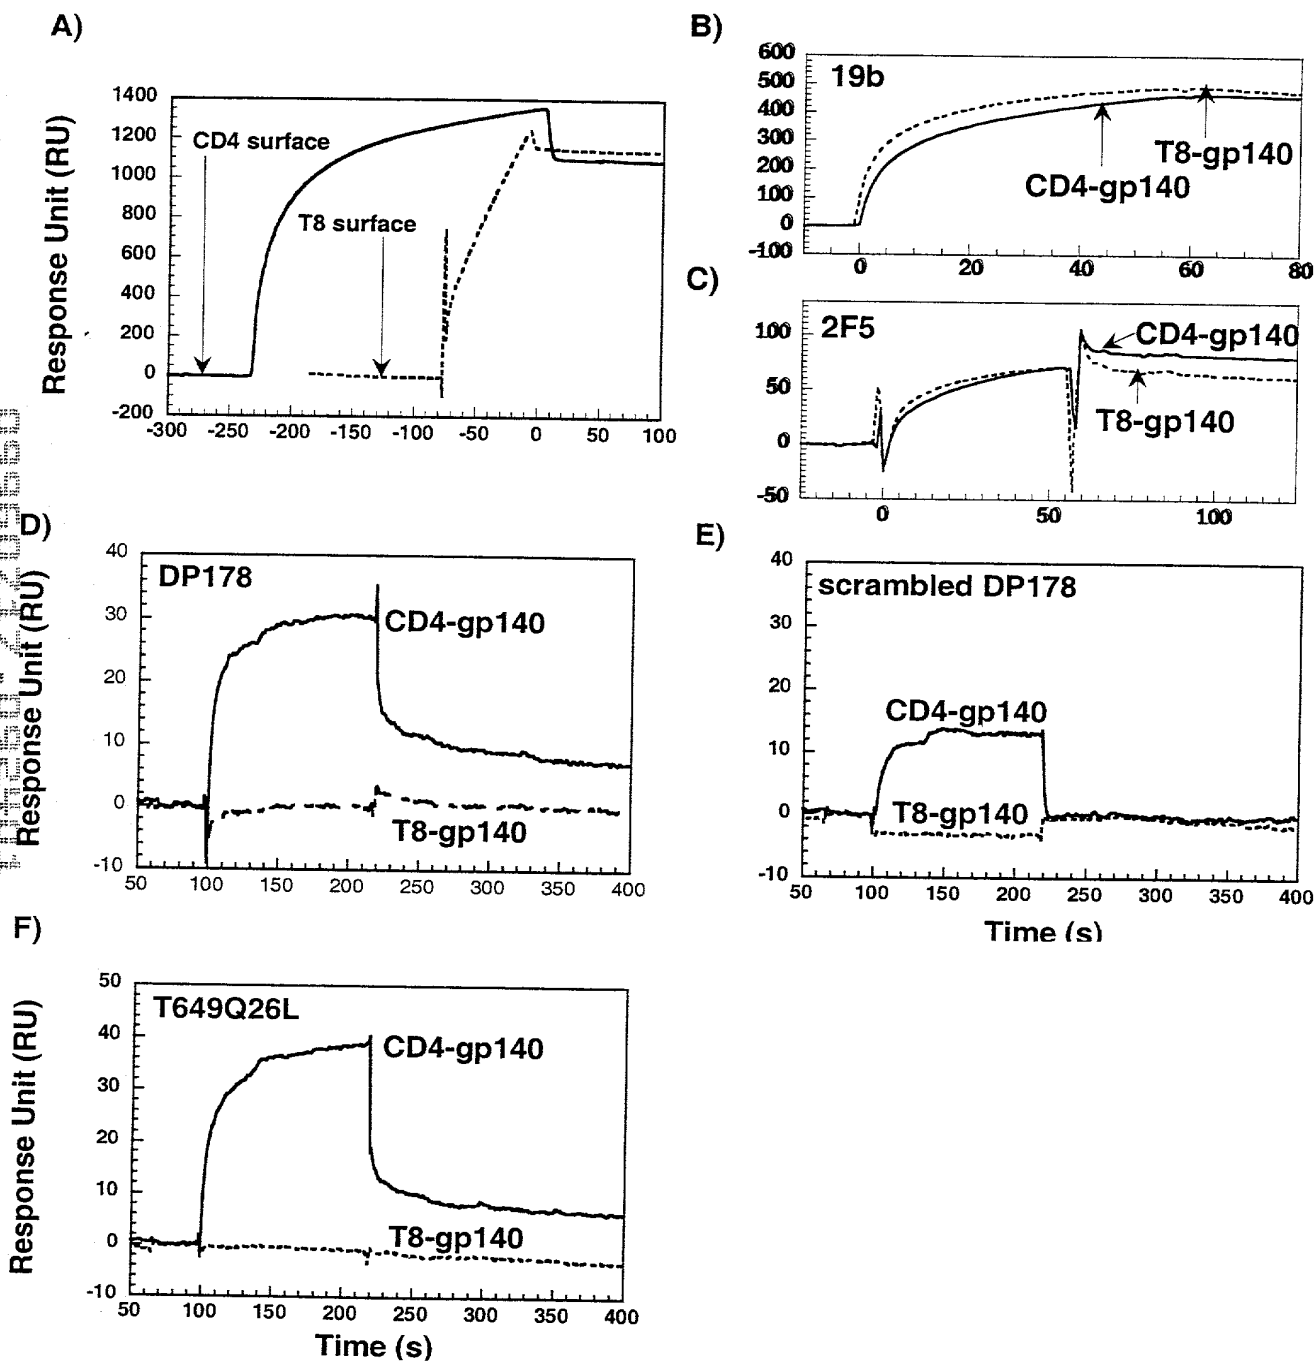 A)
Response Unit (RU)
1400
1200
1000
800
600
400
200
0
-200
CD4 surface
T8 surface
-300 -250 -200 -150 -100 -50 0 50 100
B)
600
500
400
300
200
100
0
-100
19b
T8-gp140
CD4-gp140
0 20 40 60 80
C)
100
50
0
-50
2F5
CD4-gp140
T8-gp140
0 50 100
D)
Response Unit (RU)
40
30
20
10
0
-10
DP178
CD4-gp140
T8-gp140
50 100 150 200 250 300 350 400
E)
40
30
20
10
0
-10
scrambled DP178
CD4-gp140
T8-gp140
50 100 150 200 250 300 350 400
Time (s)
F)
Response Unit (RU)
50
40
30
20
10
0
-10
T649Q26L
CD4-gp140
T8-gp140
50 100 150 200 250 300 350 400
Time (s)